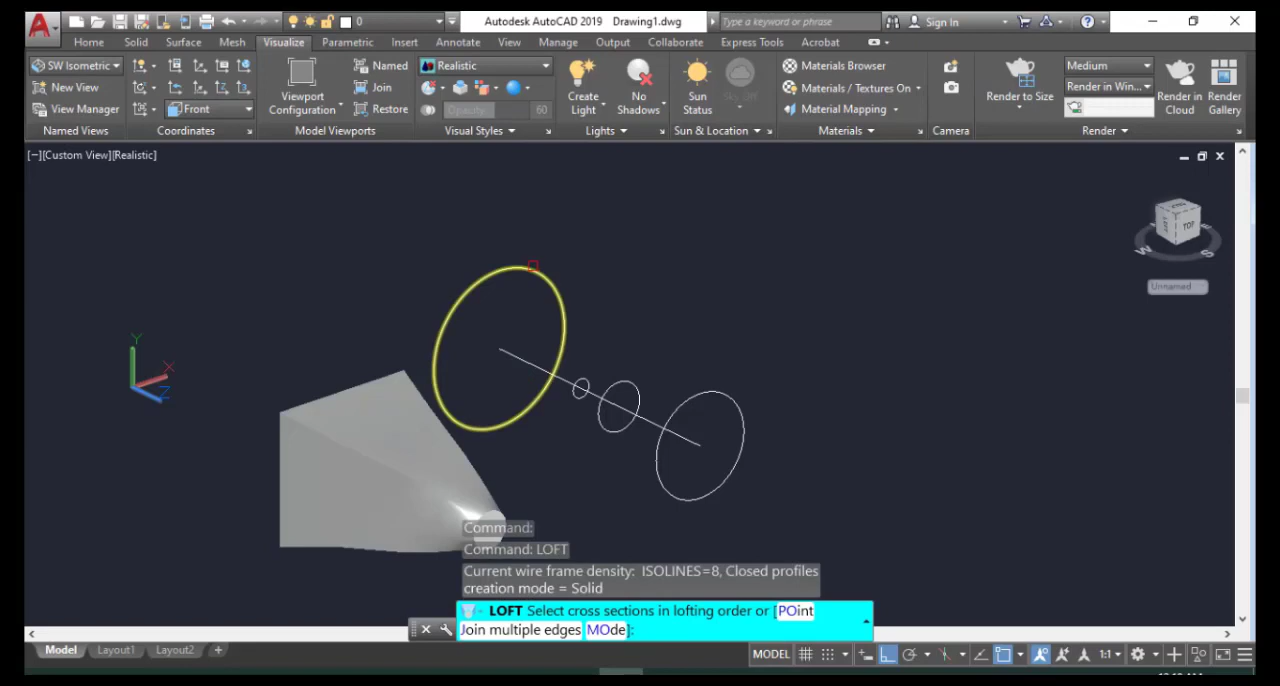 0
Autodesk AutoCAD 2019 Drawing1.dwg
Type a keyword or phrase
Sign In
Home Solid Surface Mesh Visualize Parametric Insert Annotate View Manage Output Collaborate Express Tools Acrobat
SW Isometric
New View
View Manager
Named Views
Front
Coordinates
Viewport
Configuration
Named
Join
Restore
Model Viewports
Realistic
Opacity 60
Visual Styles
Create
Light
No
Shadows
Lights
Sun
Status
Sun & Location
Materials Browser
Materials / Textures On
Material Mapping
Materials
Camera
Render to Size
Medium
Render in Win...
Render in
Cloud
Render
Gallery
Render
[−][Custom View][Realistic]
LEFT
TOP
W
S
Unnamed
Y
X
Z
Command:
Command: LOFT
Current wire frame density: ISOLINES=8, Closed profiles
creation mode = Solid
LOFT Select cross sections in lofting order or [POint
Join multiple edges MOde]:
Model Layout1 Layout2 +
MODEL 1:1